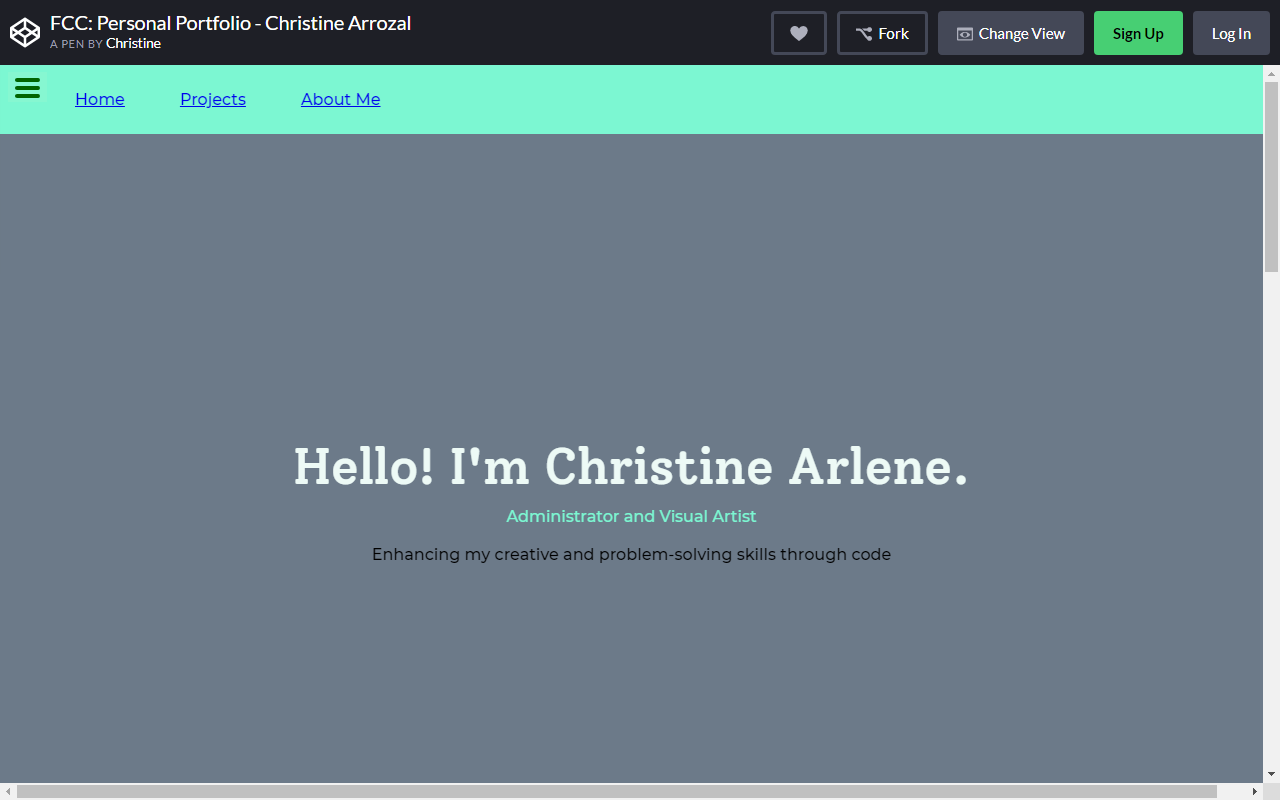 FCC: Personal Portfolio - Christine Arrozal
A PEN BY Christine
Fork
Change View
Sign Up
Log In
Home
Projects
About Me
Hello! I'm Christine Arlene.
Administrator and Visual Artist
Enhancing my creative and problem-solving skills through code